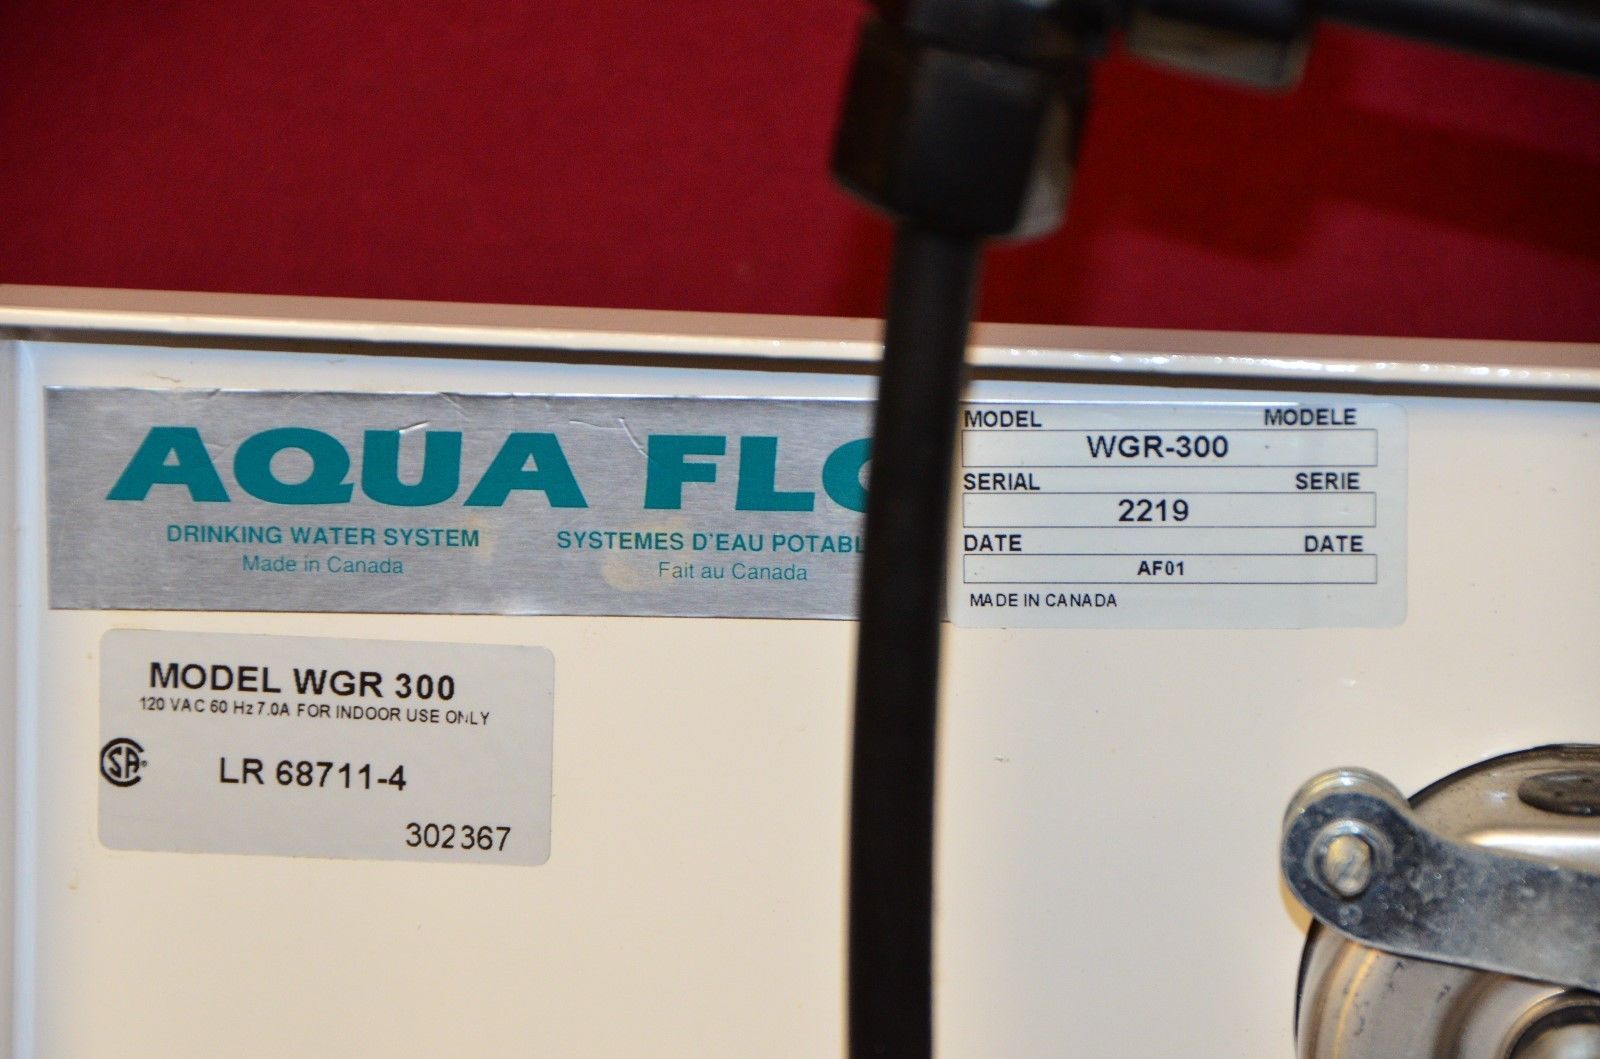 AQUA FLO
DRINKING WATER SYSTEM
Made in Canada
SYSTEMES D'EAU
Fait au Canada
MODEL MODELE
WGR-300
SERIAL SERIE
2219
DATE DATE
AF01
MADE IN CANADA
MODEL WGR 300
120 VAC 60 Hz 7.0A FOR INDOOR USE ONLY
CSA
LR 68711-4
302367